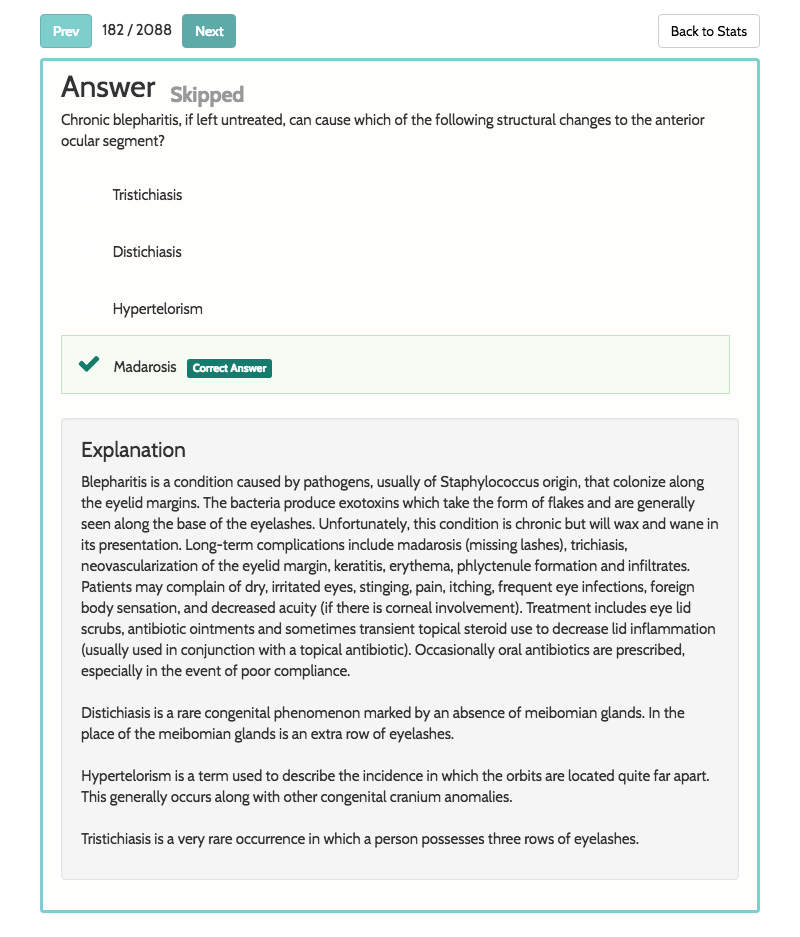 Prev 182 / 2088 Next Back to Stats
Answer Skipped
Chronic blepharitis, if left untreated, can cause which of the following structural changes to the anterior
ocular segment?
Tristichiasis
Distichiasis
Hypertelorism
Madarosis Correct Answer
Explanation
Blepharitis is a condition caused by pathogens, usually of Staphylococcus origin, that colonize along
the eyelid margins. The bacteria produce exotoxins which take the form of flakes and are generally
seen along the base of the eyelashes. Unfortunately, this condition is chronic but will wax and wane in
its presentation. Long-term complications include madarosis (missing lashes), trichiasis,
neovascularization of the eyelid margin, keratitis, erythema, phlyctenule formation and infiltrates.
Patients may complain of dry, irritated eyes, stinging, pain, itching, frequent eye infections, foreign
body sensation, and decreased acuity (if there is corneal involvement). Treatment includes eye lid
scrubs, antibiotic ointments and sometimes transient topical steroid use to decrease lid inflammation
(usually used in conjunction with a topical antibiotic). Occasionally oral antibiotics are prescribed,
especially in the event of poor compliance.
Distichiasis is a rare congenital phenomenon marked by an absence of meibomian glands. In the
place of the meibomian glands is an extra row of eyelashes.
Hypertelorism is a term used to describe the incidence in which the orbits are located quite far apart.
This generally occurs along with other congenital cranium anomalies.
Tristichiasis is a very rare occurrence in which a person possesses three rows of eyelashes.